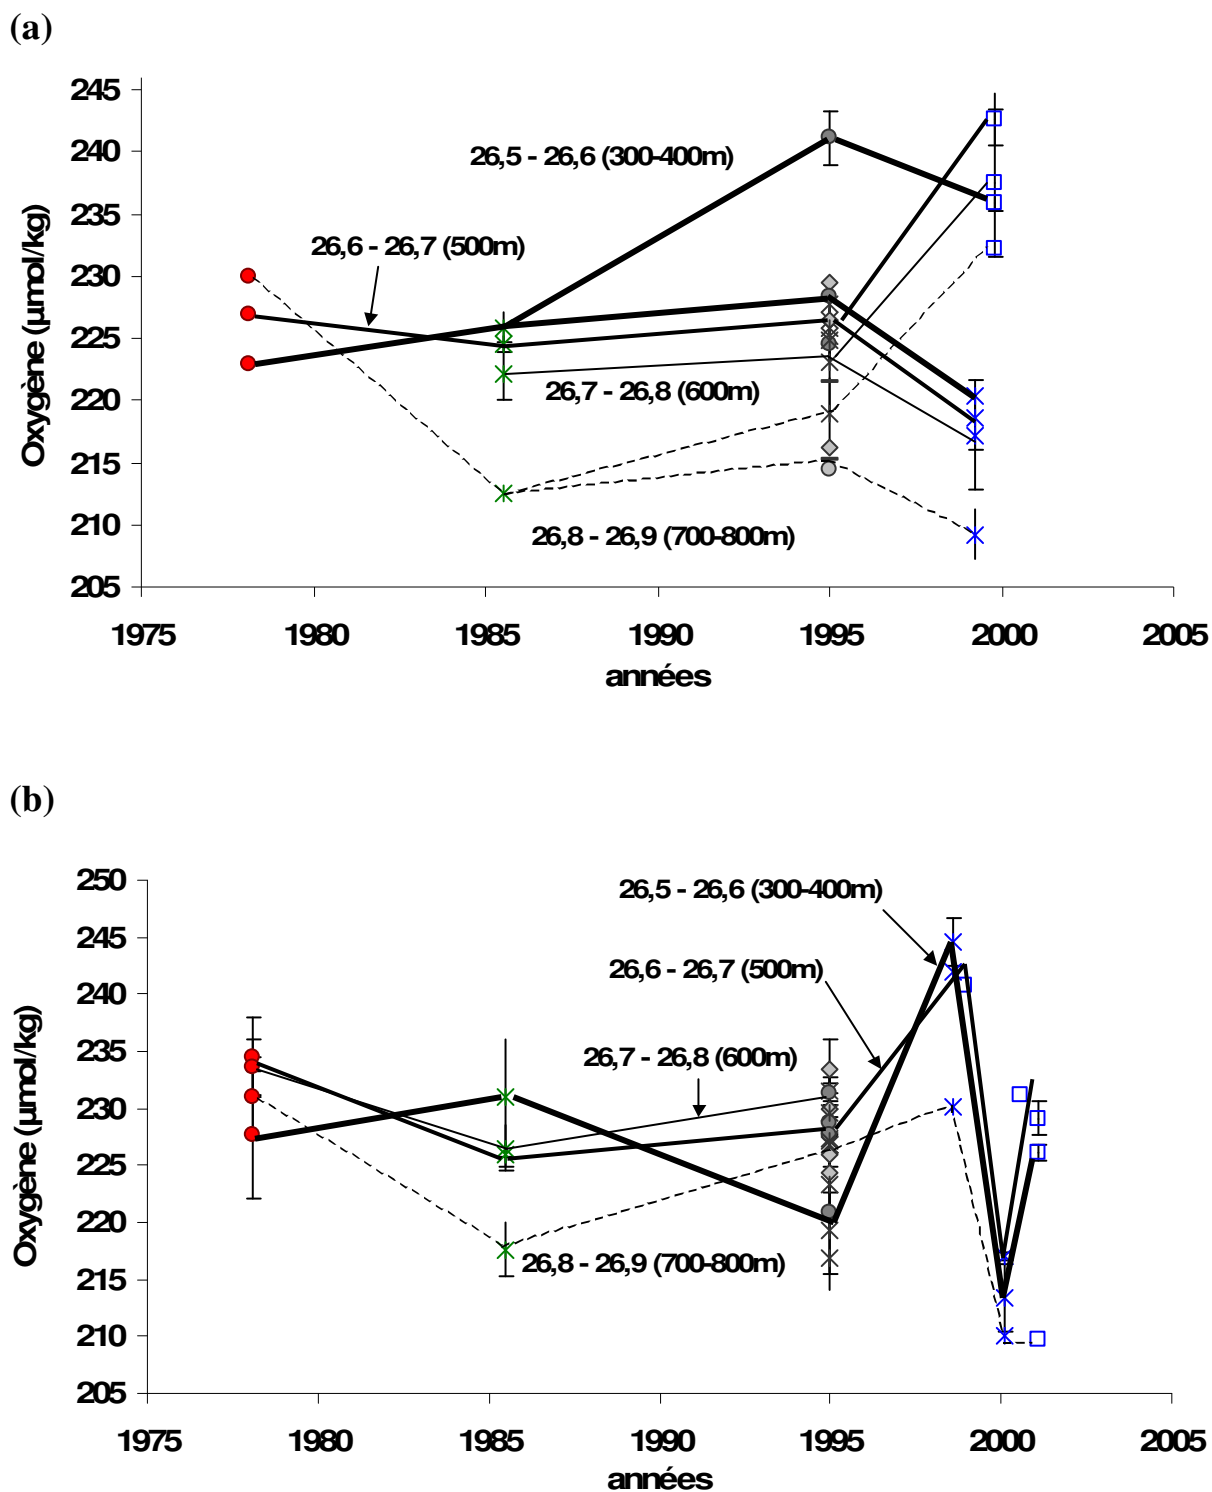 (a)
245
240
235
230
225
220
215
210
205
Oxygène (µmol/kg)
26,5 - 26,6 (300-400m)
26,6 - 26,7 (500m)
26,7 - 26,8 (600m)
26,8 - 26,9 (700-800m)
1975 1980 1985 1990 1995 2000 2005
années
(b)
250
245
240
235
230
225
220
215
210
205
Oxygène (µmol/kg)
26,5 - 26,6 (300-400m)
26,6 - 26,7 (500m)
26,7 - 26,8 (600m)
26,8 - 26,9 (700-800m)
1975 1980 1985 1990 1995 2000 2005
années